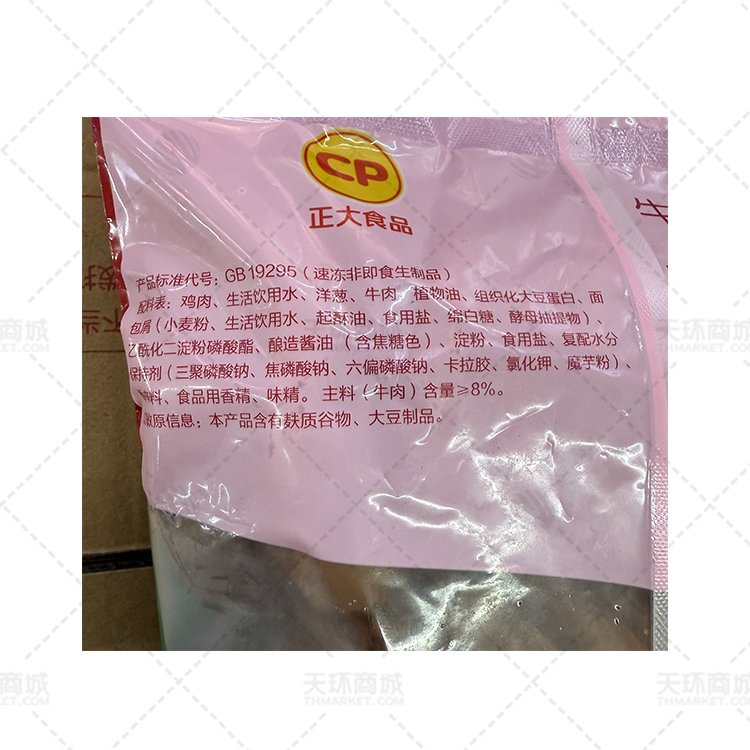 CP
正大食品
产品标准代号：GB 19295（速冻非即食生制品）
配料表：鸡肉、生活饮用水、洋葱、牛肉、植物油、组织化大豆蛋白、面
包屑（小麦粉、生活饮用水、起酥油、食用盐、绵白糖、酵母抽提物）、
乙酰化二淀粉磷酸酯、酿造酱油（含焦糖色）、淀粉、食用盐、复配水分
保持剂（三聚磷酸钠、焦磷酸钠、六偏磷酸钠、卡拉胶、氯化钾、魔芋粉）、
料、食品用香精、味精。主料（牛肉）含量≥8%。
敏原信息：本产品含有麸质谷物、大豆制品。
天环商城
THMARKET.COM
天环商城
THMARKET.COM